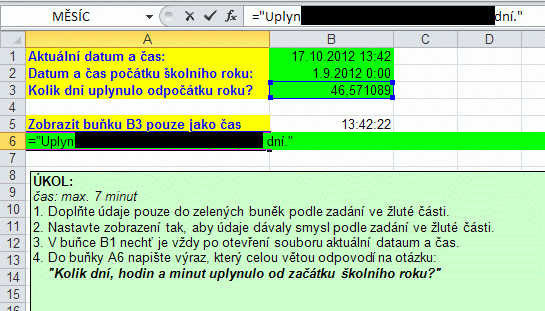 MĚSÍC ="Uplyn dní."
A B C D
1 Aktuální datum a čas: 17.10.2012 13:42
2 Datum a čas počátku školního roku: 1.9.2012 0:00
3 Kolik dní uplynulo odpočátku roku? 46,571089
4
5 Zobrazit buňku B3 pouze jako čas 13:42:22
6 ="Uplyn dní."
7
8 ÚKOL:
9 čas: max. 7 minut
10 1. Doplňte údaje pouze do zelených buněk podle zadání ve žluté části.
11 2. Nastavte zobrazení tak, aby údaje dávaly smysl podle zadání ve žluté části.
12 3. V buňce B1 nechť je vždy po otevření souboru aktuální dataum a čas.
13 4. Do buňky A6 napište výraz, který celou větou odpovodí na otázku:
14 "Kolik dní, hodin a minut uplynulo od začátku školního roku?"
15
16